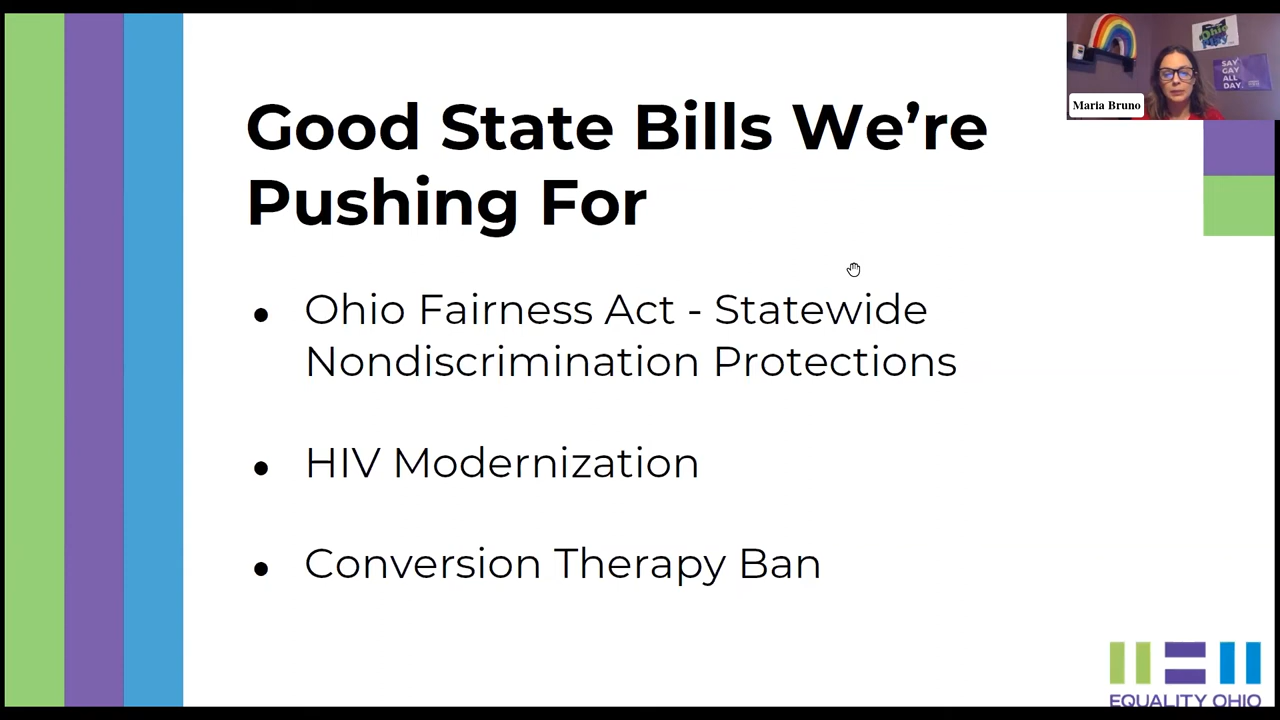 Good State Bills We’re
Pushing For
● Ohio Fairness Act - Statewide
Nondiscrimination Protections
● HIV Modernization
● Conversion Therapy Ban
Maria Bruno
SAY
GAY
ALL
DAY.
EQUALITY OHIO